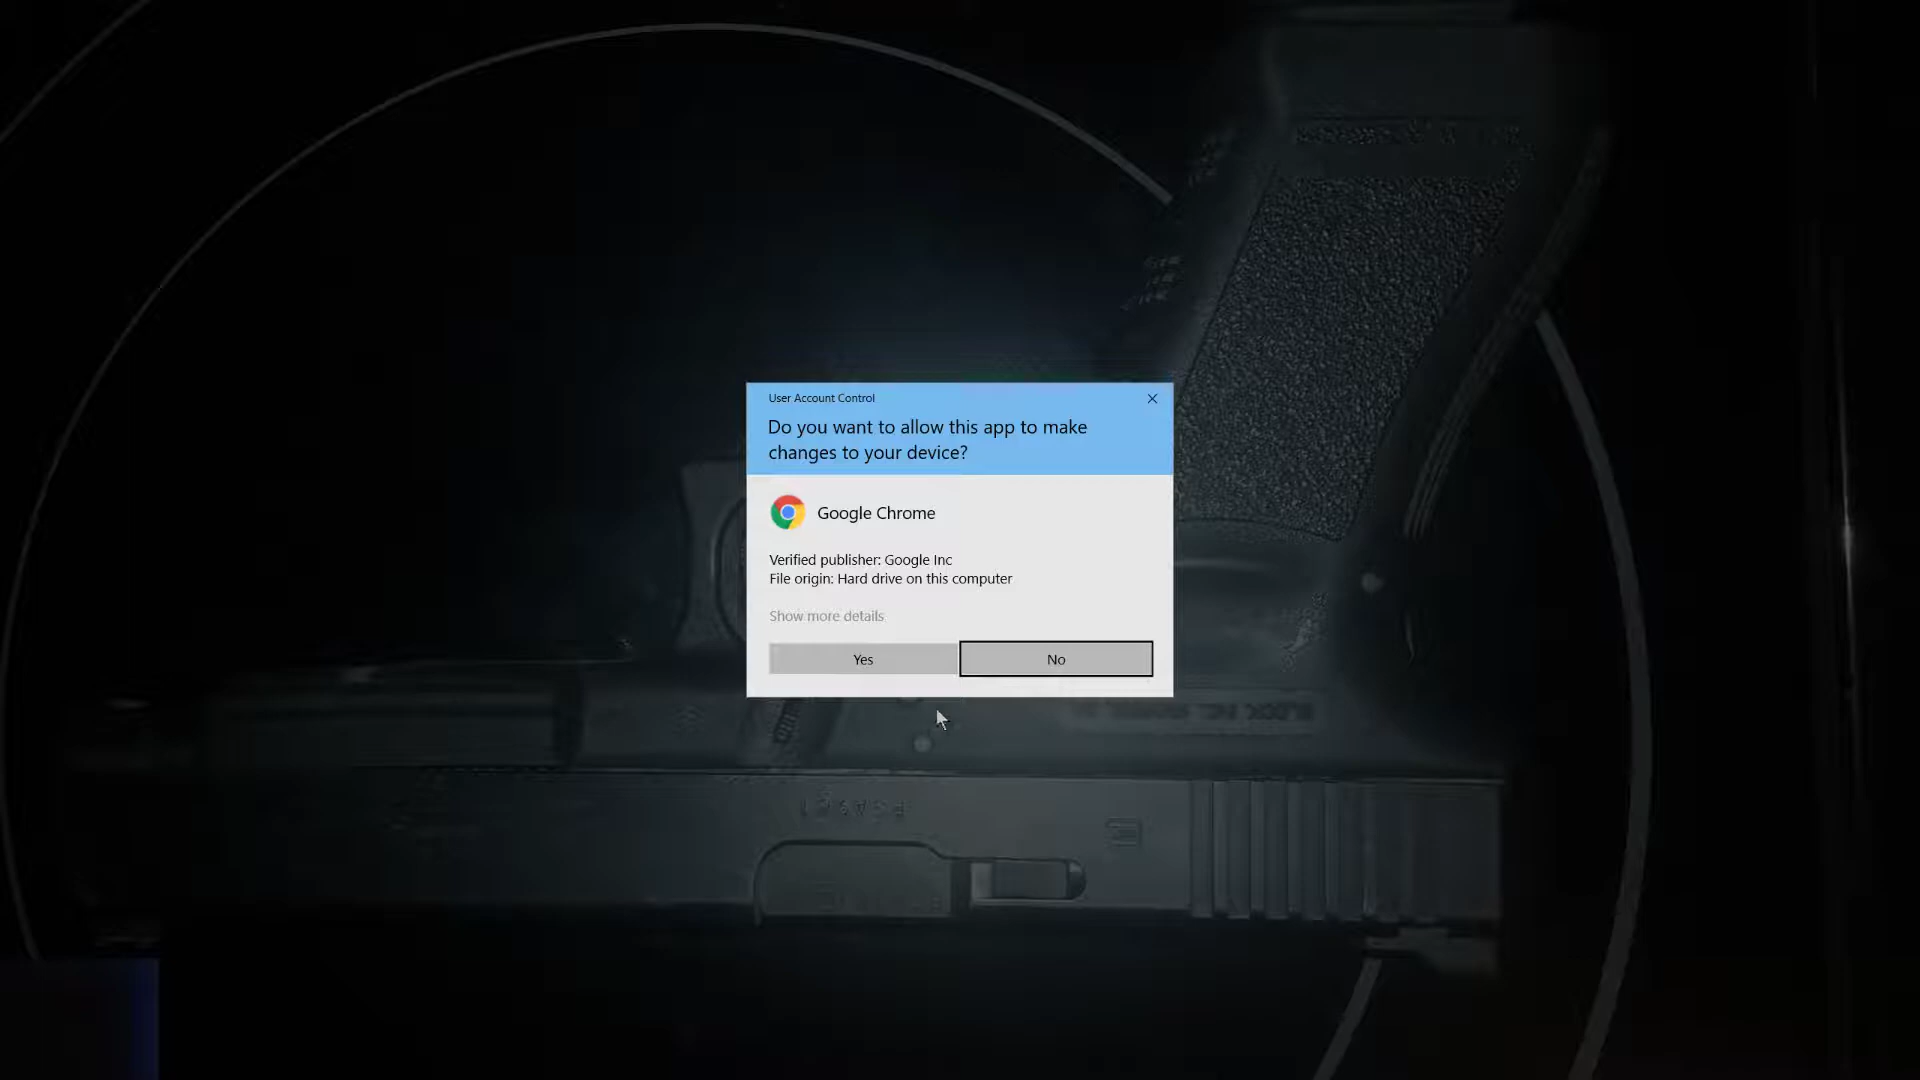 User Account Control
Do you want to allow this app to make
changes to your device?
Google Chrome
Verified publisher: Google Inc
File origin: Hard drive on this computer
Show more details
Yes
No